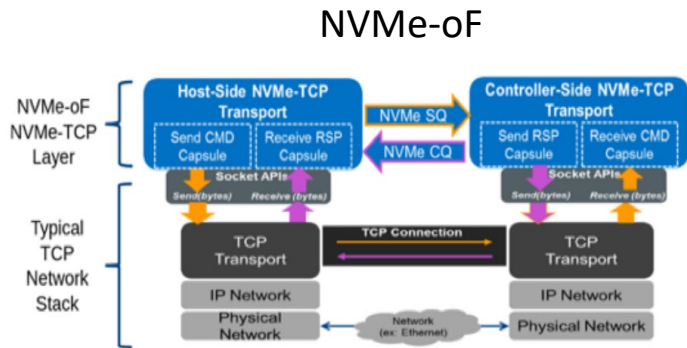 NVMe-oF
NVMe-oF
NVMe-TCP
Layer
Host-Side NVMe-TCP
Transport
Send CMD
Capsule
Receive RSP
Capsule
NVMe SQ
NVMe CQ
Controller-Side NVMe-TCP
Transport
Send RSP
Capsule
Receive CMD
Capsule
Socket APIs
Send(bytes)
Receive (bytes)
Socket APIs
Send(bytes)
Receive (bytes)
Typical
TCP
Network
Stack
TCP
Transport
TCP Connection
TCP
Transport
IP Network
IP Network
Physical
Network
Network
(ex: Ethernet)
Physical Network